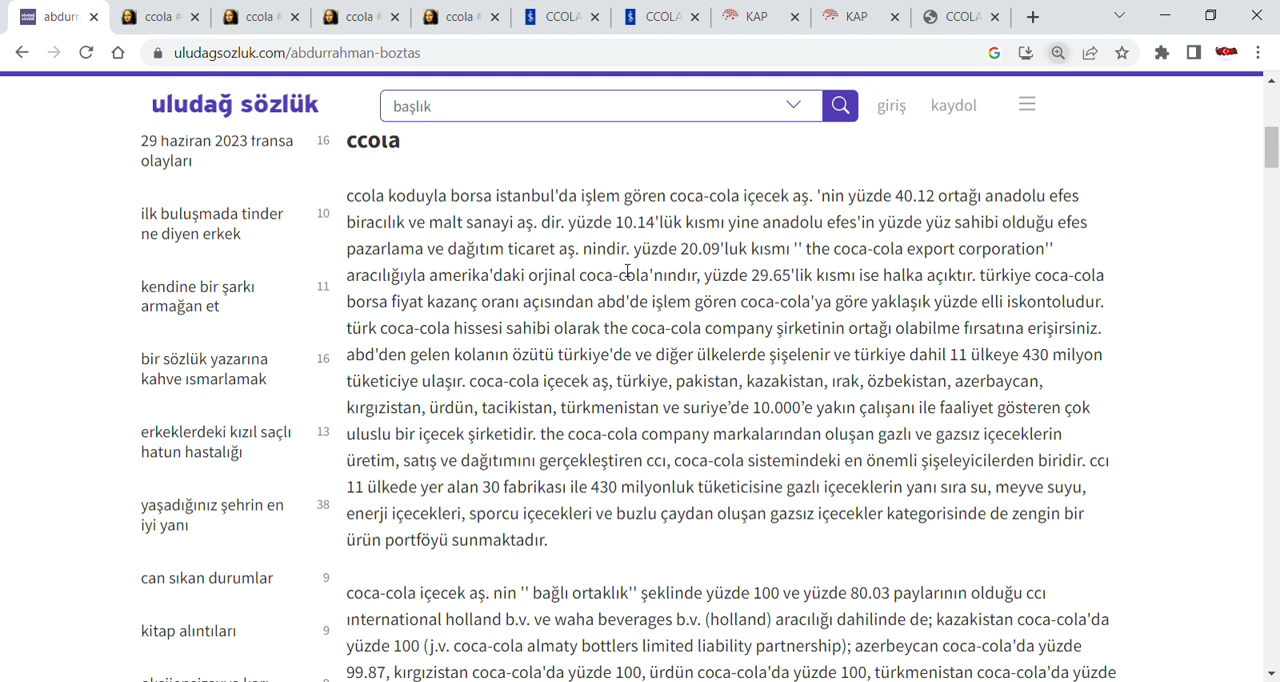 abdurr
ccola #
ccola #
ccola #
ccola #
CCOLA
CCOLA
KAP
KAP
CCOLA
uludagsozluk.com/abdurrahman-boztas
uludağ sözlük
başlık
giriş
kaydol
29 haziran 2023 fransa
olayları
16
ilk buluşmada tinder
ne diyen erkek
10
kendine bir şarkı
armağan et
11
bir sözlük yazarına
kahve ısmarlamak
16
erkeklerdeki kızıl saçlı
hatun hastalığı
13
yaşadığınız şehrin en
iyi yanı
38
can sıkan durumlar
9
kitap alıntıları
9
ccola
ccola koduyla borsa istanbul'da işlem gören coca-cola içecek aş. 'nin yüzde 40.12 ortağı anadolu efes
biracılık ve malt sanayi aş. dir. yüzde 10.14'lük kısmı yine anadolu efes'in yüzde yüz sahibi olduğu efes
pazarlama ve dağıtım ticaret aş. nindir. yüzde 20.09'luk kısmı '' the coca-cola export corporation''
aracılığıyla amerika'daki orjinal coca-cola'nındır, yüzde 29.65'lik kısmı ise halka açıktır. türkiye coca-cola
borsa fiyat kazanç oranı açısından abd'de işlem gören coca-cola'ya göre yaklaşık yüzde elli iskontoludur.
türk coca-cola hissesi sahibi olarak the coca-cola company şirketinin ortağı olabilme fırsatına erişirsiniz.
abd'den gelen kolanın özütü türkiye'de ve diğer ülkelerde şişelenir ve türkiye dahil 11 ülkeye 430 milyon
tüketiciye ulaşır. coca-cola içecek aş, türkiye, pakistan, kazakistan, ırak, özbekistan, azerbaycan,
kırgızistan, ürdün, tacikistan, türkmenistan ve suriye’de 10.000’e yakın çalışanı ile faaliyet gösteren çok
uluslu bir içecek şirketidir. the coca-cola company markalarından oluşan gazlı ve gazsız içeceklerin
üretim, satış ve dağıtımını gerçekleştiren ccı, coca-cola sistemindeki en önemli şişeleyicilerden biridir. ccı
11 ülkede yer alan 30 fabrikası ile 430 milyonluk tüketicisine gazlı içeceklerin yanı sıra su, meyve suyu,
enerji içecekleri, sporcu içecekleri ve buzlu çaydan oluşan gazsız içecekler kategorisinde de zengin bir
ürün portföyü sunmaktadır.
coca-cola içecek aş. nin '' bağlı ortaklık'' şeklinde yüzde 100 ve yüzde 80.03 paylarının olduğu ccı
ınternational holland b.v. ve waha beverages b.v. (holland) aracılığı dahilinde de; kazakistan coca-cola'da
yüzde 100 (j.v. coca-cola almaty bottlers limited liability partnership); azerbaycan coca-cola'da yüzde
99.87, kırgızistan coca-cola'da yüzde 100, ürdün coca-cola'da yüzde 100, türkmenistan coca-cola'da yüzde